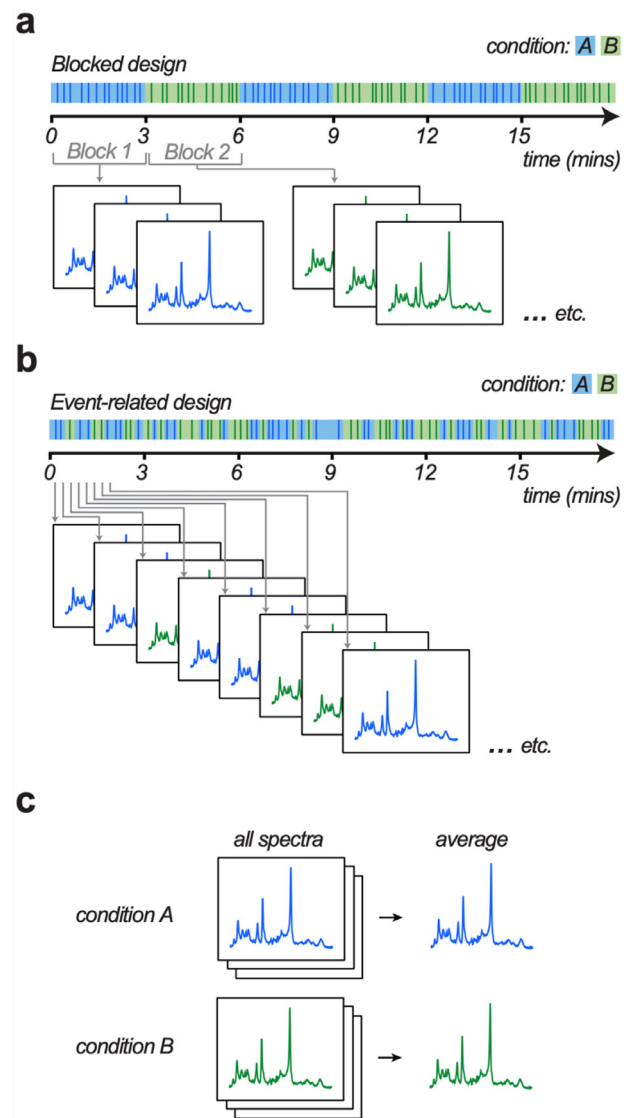 a
condition: A B
Blocked design
0 3 6 9 12 15
Block 1 Block 2
time (mins)
... etc.
b
condition: A B
Event-related design
0 3 6 9 12 15
time (mins)
... etc.
c
all spectra average
condition A
condition B